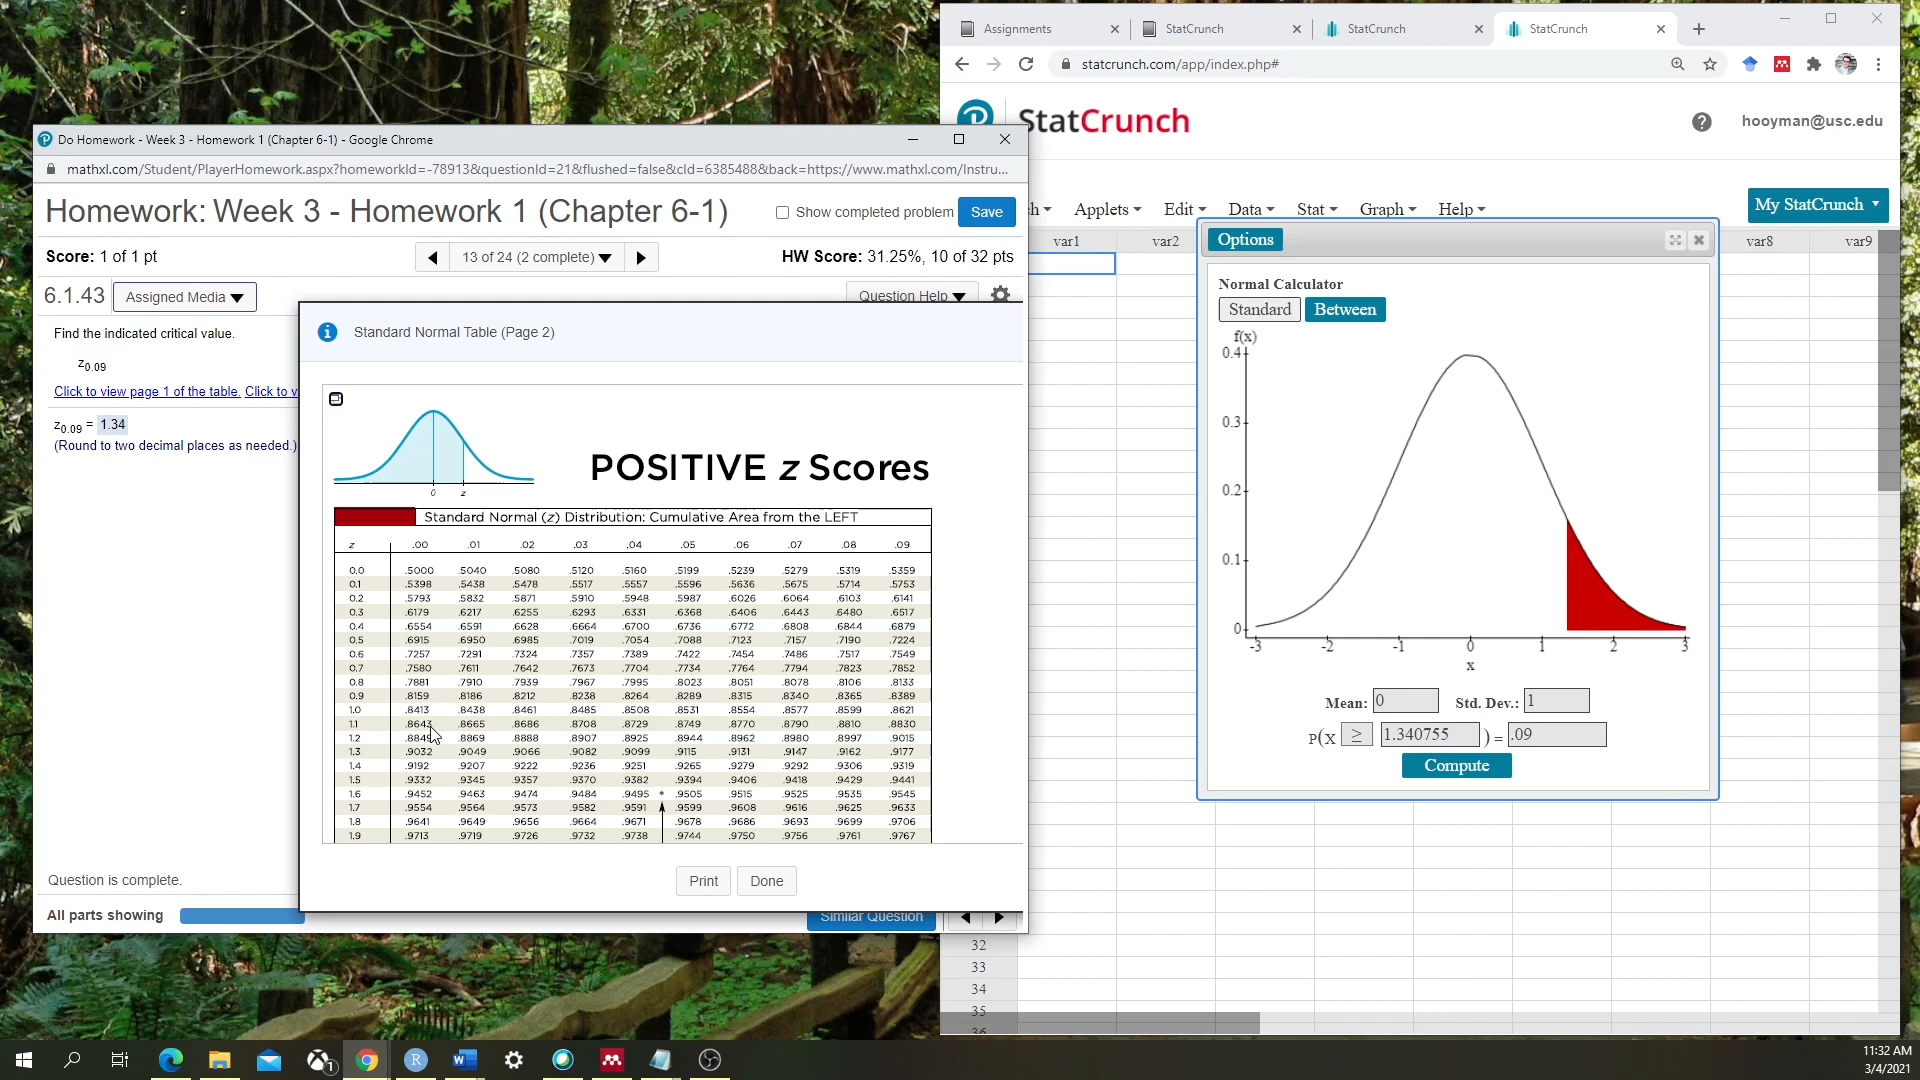 Assignments
StatCrunch
StatCrunch
StatCrunch
statcrunch.com/app/index.php#
StatCrunch
hooyman@usc.edu
Applets Edit Data Stat Graph Help
My StatCrunch
var1 var2 var8 var9
Options
Normal Calculator
Standard Between
f(x)
0.4
0.3
0.2
0.1
0
-3 -2 -1 0 1 2 3
x
Mean: 0 Std. Dev.: 1
P(X ≥ 1.340755 ) = .09
Compute
32
33
34
35
36
Do Homework - Week 3 - Homework 1 (Chapter 6-1) - Google Chrome
mathxl.com/Student/PlayerHomework.aspx?homeworkId=-78913&questionId=21&flushed=false&cId=6385488&back=https://www.mathxl.com/Instru...
Homework: Week 3 - Homework 1 (Chapter 6-1)
Show completed problem
Save
Score: 1 of 1 pt
13 of 24 (2 complete)
HW Score: 31.25%, 10 of 32 pts
6.1.43
Assigned Media
Question Help
Find the indicated critical value.
z0.09
Click to view page 1 of the table. Click to v
z0.09 = 1.34
(Round to two decimal places as needed.)
Standard Normal Table (Page 2)
0 z
POSITIVE z Scores
Standard Normal (z) Distribution: Cumulative Area from the LEFT
z .00 .01 .02 .03 .04 .05 .06 .07 .08 .09
0.0 .5000 .5040 .5080 .5120 .5160 .5199 .5239 .5279 .5319 .5359
0.1 .5398 .5438 .5478 .5517 .5557 .5596 .5636 .5675 .5714 .5753
0.2 .5793 .5832 .5871 .5910 .5948 .5987 .6026 .6064 .6103 .6141
0.3 .6179 .6217 .6255 .6293 .6331 .6368 .6406 .6443 .6480 .6517
0.4 .6554 .6591 .6628 .6664 .6700 .6736 .6772 .6808 .6844 .6879
0.5 .6915 .6950 .6985 .7019 .7054 .7088 .7123 .7157 .7190 .7224
0.6 .7257 .7291 .7324 .7357 .7389 .7422 .7454 .7486 .7517 .7549
0.7 .7580 .7611 .7642 .7673 .7704 .7734 .7764 .7794 .7823 .7852
0.8 .7881 .7910 .7939 .7967 .7995 .8023 .8051 .8078 .8106 .8133
0.9 .8159 .8186 .8212 .8238 .8264 .8289 .8315 .8340 .8365 .8389
1.0 .8413 .8438 .8461 .8485 .8508 .8531 .8554 .8577 .8599 .8621
1.1 .8643 .8665 .8686 .8708 .8729 .8749 .8770 .8790 .8810 .8830
1.2 .8849 .8869 .8888 .8907 .8925 .8944 .8962 .8980 .8997 .9015
1.3 .9032 .9049 .9066 .9082 .9099 .9115 .9131 .9147 .9162 .9177
1.4 .9192 .9207 .9222 .9236 .9251 .9265 .9279 .9292 .9306 .9319
1.5 .9332 .9345 .9357 .9370 .9382 .9394 .9406 .9418 .9429 .9441
1.6 .9452 .9463 .9474 .9484 .9495 * .9505 .9515 .9525 .9535 .9545
1.7 .9554 .9564 .9573 .9582 .9591 .9599 .9608 .9616 .9625 .9633
1.8 .9641 .9649 .9656 .9664 .9671 .9678 .9686 .9693 .9699 .9706
1.9 .9713 .9719 .9726 .9732 .9738 .9744 .9750 .9756 .9761 .9767
Print Done
Question is complete.
All parts showing
Similar Question
11:32 AM
3/4/2021